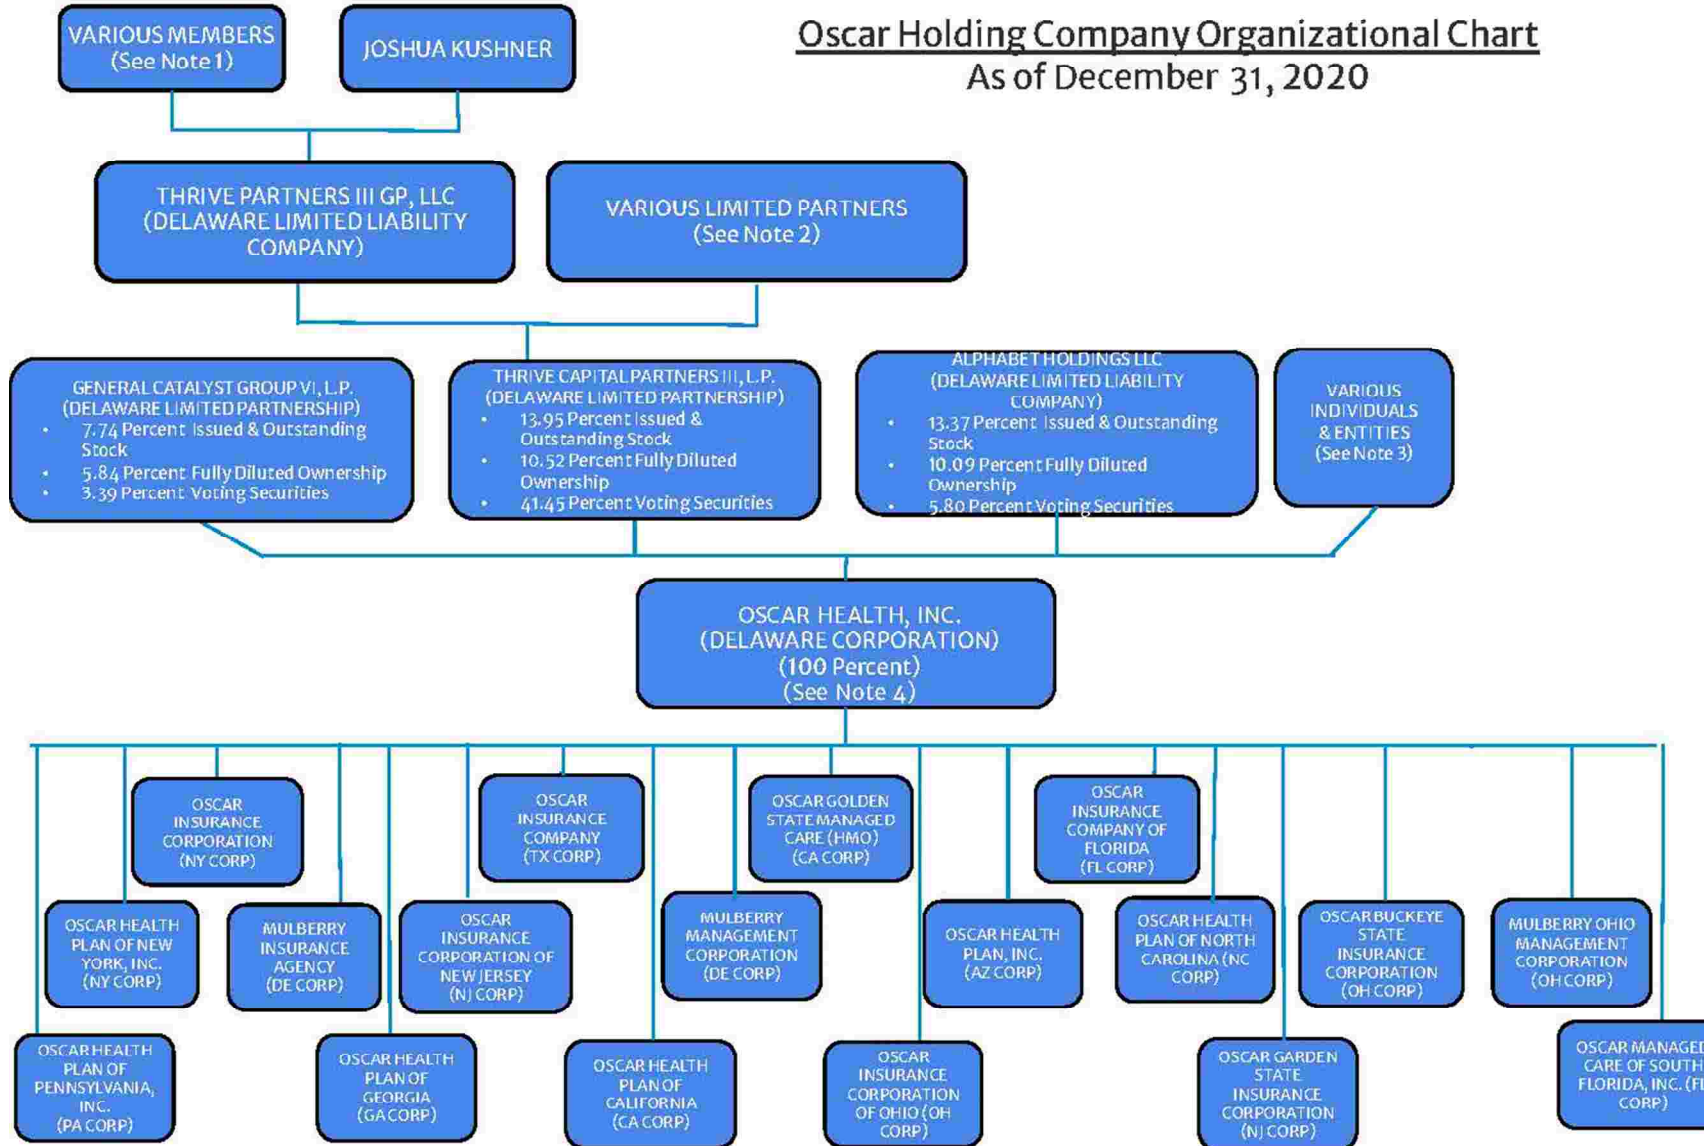 Oscar Holding Company Organizational Chart
As of December 31, 2020
VARIOUS MEMBERS
(See Note 1)
JOSHUA KUSHNER
THRIVE PARTNERS III GP, LLC
(DELAWARE LIMITED LIABILITY
COMPANY)
VARIOUS LIMITED PARTNERS
(See Note 2)
GENERAL CATALYST GROUP VI, L.P.
(DELAWARE LIMITED PARTNERSHIP)
• 7.74 Percent Issued & Outstanding
Stock
• 5.84 Percent Fully Diluted Ownership
• 3.39 Percent Voting Securities
THRIVE CAPITAL PARTNERS III, L.P.
(DELAWARE LIMITED PARTNERSHIP)
• 13.95 Percent Issued &
Outstanding Stock
• 10.52 Percent Fully Diluted
Ownership
• 41.45 Percent Voting Securities
ALPHABET HOLDINGS LLC
(DELAWARE LIMITED LIABILITY
COMPANY)
• 13.37 Percent Issued & Outstanding
Stock
• 10.09 Percent Fully Diluted
Ownership
• 5.80 Percent Voting Securities
VARIOUS
INDIVIDUALS
& ENTITIES
(See Note 3)
OSCAR HEALTH, INC.
(DELAWARE CORPORATION)
(100 Percent)
(See Note 4)
OSCAR
INSURANCE
CORPORATION
(NY CORP)
OSCAR
INSURANCE
COMPANY
(TX CORP)
OSCAR GOLDEN
STATE MANAGED
CARE (HMO)
(CA CORP)
OSCAR
INSURANCE
COMPANY OF
FLORIDA
(FL CORP)
OSCAR HEALTH
PLAN OF NEW
YORK, INC.
(NY CORP)
MULBERRY
INSURANCE
AGENCY
(DE CORP)
OSCAR
INSURANCE
CORPORATION OF
NEW JERSEY
(NJ CORP)
MULBERRY
MANAGEMENT
CORPORATION
(DE CORP)
OSCAR HEALTH
PLAN, INC.
(AZ CORP)
OSCAR HEALTH
PLAN OF NORTH
CAROLINA (NC
CORP)
OSCAR BUCKEYE
STATE
INSURANCE
CORPORATION
(OH CORP)
MULBERRY OHIO
MANAGEMENT
CORPORATION
(OH CORP)
OSCAR HEALTH
PLAN OF
PENNSYLVANIA,
INC.
(PA CORP)
OSCAR HEALTH
PLAN OF
GEORGIA
(GA CORP)
OSCAR HEALTH
PLAN OF
CALIFORNIA
(CA CORP)
OSCAR
INSURANCE
CORPORATION
OF OHIO (OH
CORP)
OSCAR GARDEN
STATE
INSURANCE
CORPORATION
(NJ CORP)
OSCAR MANAGED
CARE OF SOUTH
FLORIDA, INC. (FL
CORP)